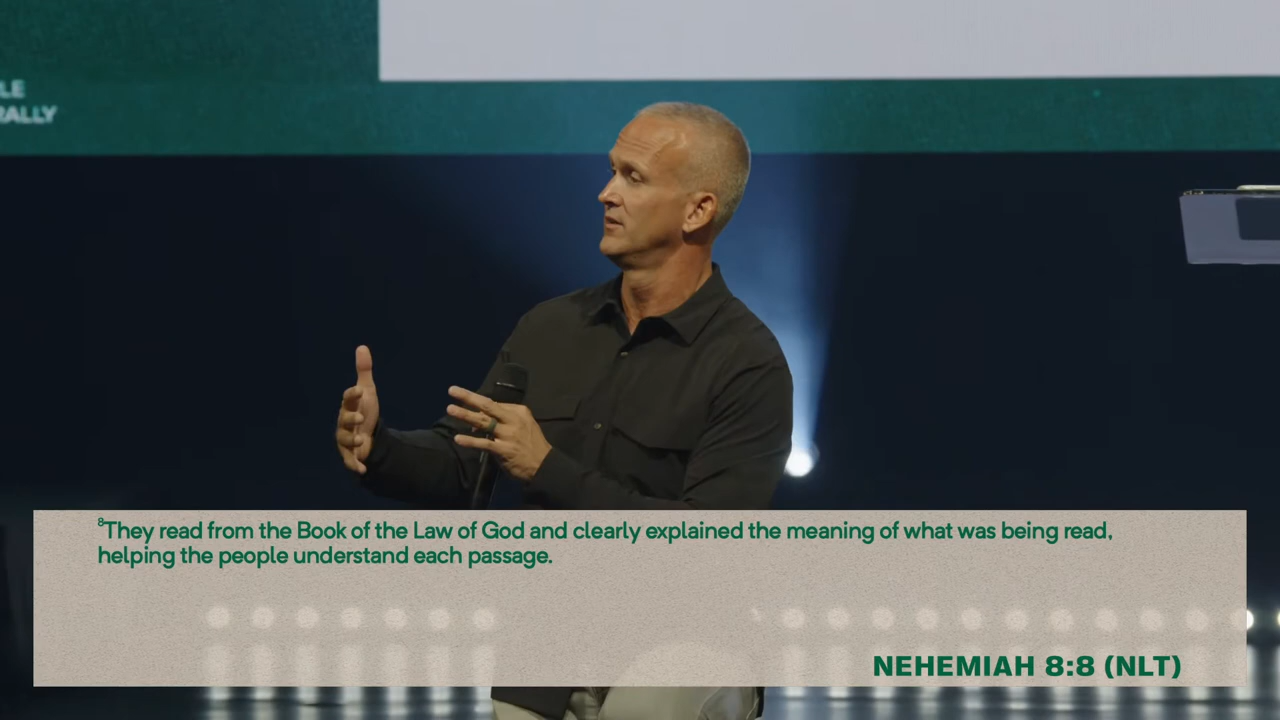 RALLY
⁸They read from the Book of the Law of God and clearly explained the meaning of what was being read,
helping the people understand each passage.
NEHEMIAH 8:8 (NLT)